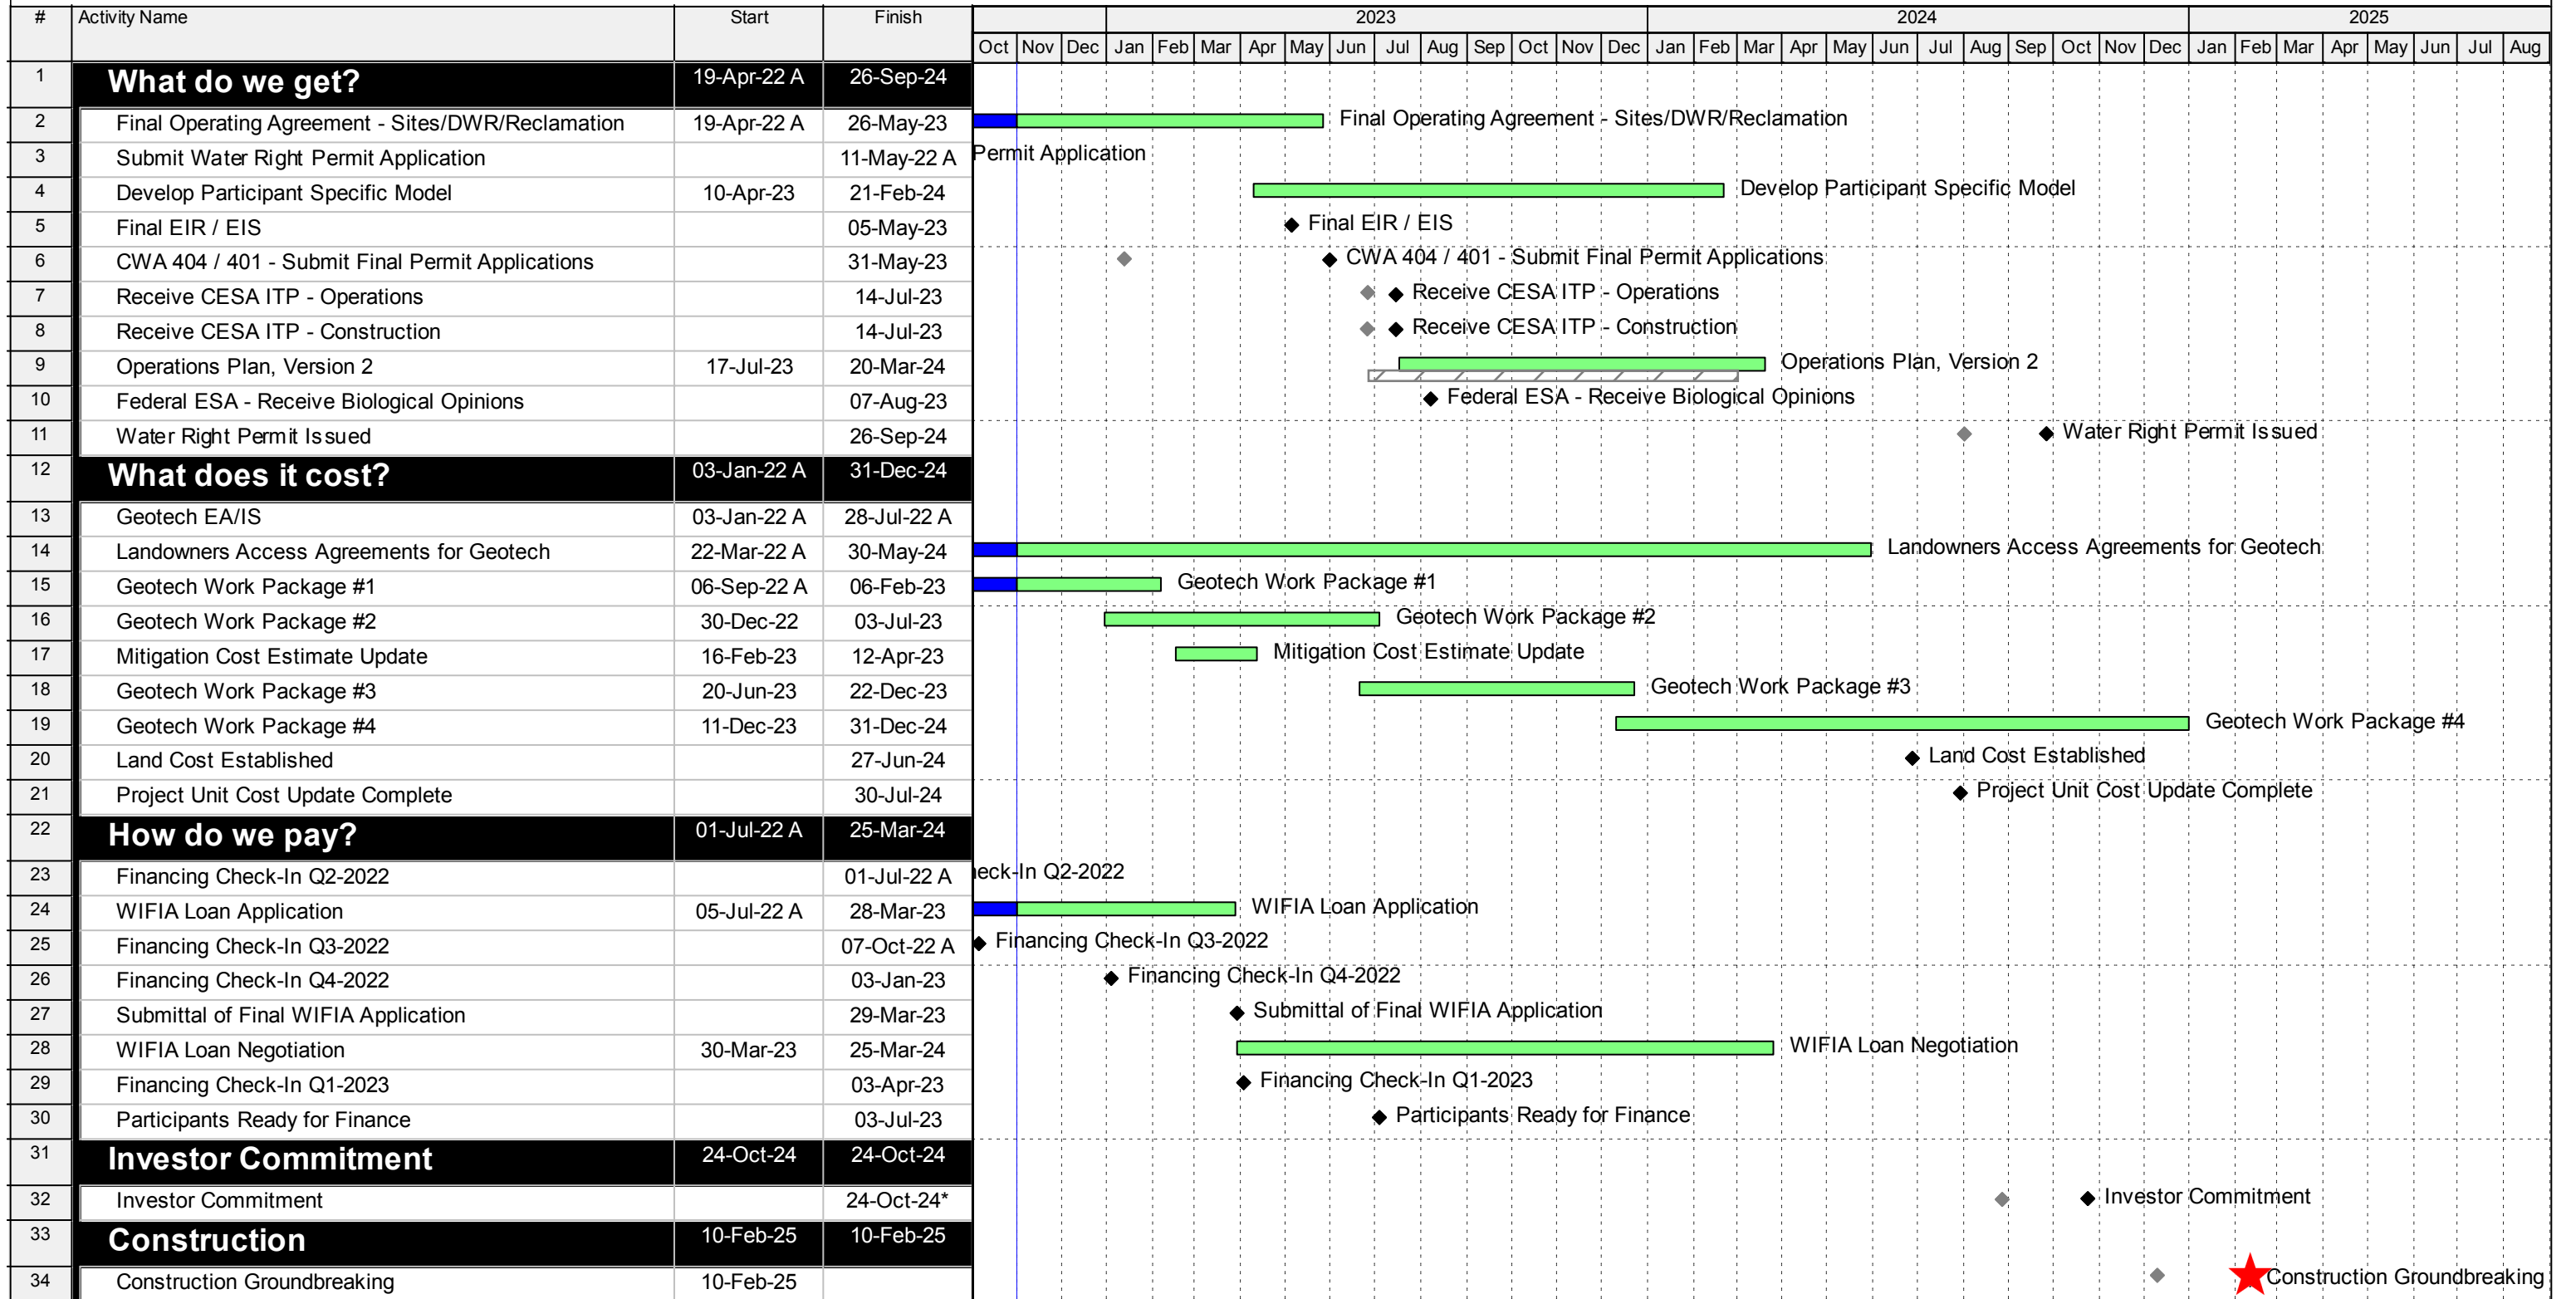 # Activity Name Start Finish 2023 2024 2025
Oct Nov Dec Jan Feb Mar Apr May Jun Jul Aug Sep Oct Nov Dec Jan Feb Mar Apr May Jun Jul Aug Sep Oct Nov Dec Jan Feb Mar Apr May Jun Jul Aug
1 What do we get? 19-Apr-22 A 26-Sep-24
2 Final Operating Agreement - Sites/DWR/Reclamation 19-Apr-22 A 26-May-23 Final Operating Agreement - Sites/DWR/Reclamation
3 Submit Water Right Permit Application 11-May-22 A Permit Application
4 Develop Participant Specific Model 10-Apr-23 21-Feb-24 Develop Participant Specific Model
5 Final EIR / EIS 05-May-23 Final EIR / EIS
6 CWA 404 / 401 - Submit Final Permit Applications 31-May-23 CWA 404 / 401 - Submit Final Permit Applications
7 Receive CESA ITP - Operations 14-Jul-23 Receive CESA ITP - Operations
8 Receive CESA ITP - Construction 14-Jul-23 Receive CESA ITP - Construction
9 Operations Plan, Version 2 17-Jul-23 20-Mar-24 Operations Plan, Version 2
10 Federal ESA - Receive Biological Opinions 07-Aug-23 Federal ESA - Receive Biological Opinions
11 Water Right Permit Issued 26-Sep-24 Water Right Permit Issued
12 What does it cost? 03-Jan-22 A 31-Dec-24
13 Geotech EA/IS 03-Jan-22 A 28-Jul-22 A
14 Landowners Access Agreements for Geotech 22-Mar-22 A 30-May-24 Landowners Access Agreements for Geotech
15 Geotech Work Package #1 06-Sep-22 A 06-Feb-23 Geotech Work Package #1
16 Geotech Work Package #2 30-Dec-22 03-Jul-23 Geotech Work Package #2
17 Mitigation Cost Estimate Update 16-Feb-23 12-Apr-23 Mitigation Cost Estimate Update
18 Geotech Work Package #3 20-Jun-23 22-Dec-23 Geotech Work Package #3
19 Geotech Work Package #4 11-Dec-23 31-Dec-24 Geotech Work Package #4
20 Land Cost Established 27-Jun-24 Land Cost Established
21 Project Unit Cost Update Complete 30-Jul-24 Project Unit Cost Update Complete
22 How do we pay? 01-Jul-22 A 25-Mar-24
23 Financing Check-In Q2-2022 01-Jul-22 A eck-In Q2-2022
24 WIFIA Loan Application 05-Jul-22 A 28-Mar-23 WIFIA Loan Application
25 Financing Check-In Q3-2022 07-Oct-22 A Financing Check-In Q3-2022
26 Financing Check-In Q4-2022 03-Jan-23 Financing Check-In Q4-2022
27 Submittal of Final WIFIA Application 29-Mar-23 Submittal of Final WIFIA Application
28 WIFIA Loan Negotiation 30-Mar-23 25-Mar-24 WIFIA Loan Negotiation
29 Financing Check-In Q1-2023 03-Apr-23 Financing Check-In Q1-2023
30 Participants Ready for Finance 03-Jul-23 Participants Ready for Finance
31 Investor Commitment 24-Oct-24 24-Oct-24
32 Investor Commitment 24-Oct-24* Investor Commitment
33 Construction 10-Feb-25 10-Feb-25
34 Construction Groundbreaking 10-Feb-25 Construction Groundbreaking